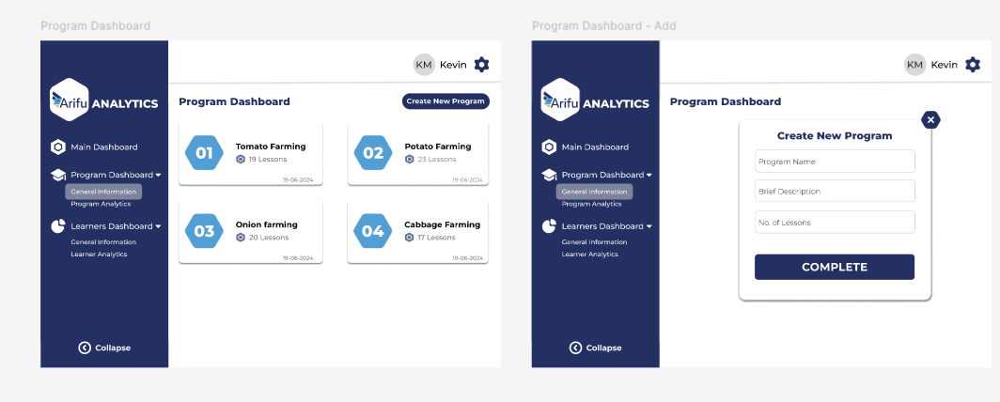 Program Dashboard
KM Kevin
Arifu ANALYTICS
Main Dashboard
Program Dashboard
General Information
Program Analytics
Learners Dashboard
General Information
Learner Analytics
Collapse
Program Dashboard
Create New Program
01
Tomato Farming
19 Lessons
19-06-2024
02
Potato Farming
23 Lessons
19-06-2024
03
Onion farming
20 Lessons
19-06-2024
04
Cabbage Farming
17 Lessons
19-06-2024
Program Dashboard - Add
KM Kevin
Arifu ANALYTICS
Main Dashboard
Program Dashboard
General Information
Program Analytics
Learners Dashboard
General Information
Learner Analytics
Collapse
Program Dashboard
Create New Program
Program Name
Brief Description
No. of Lessons
COMPLETE